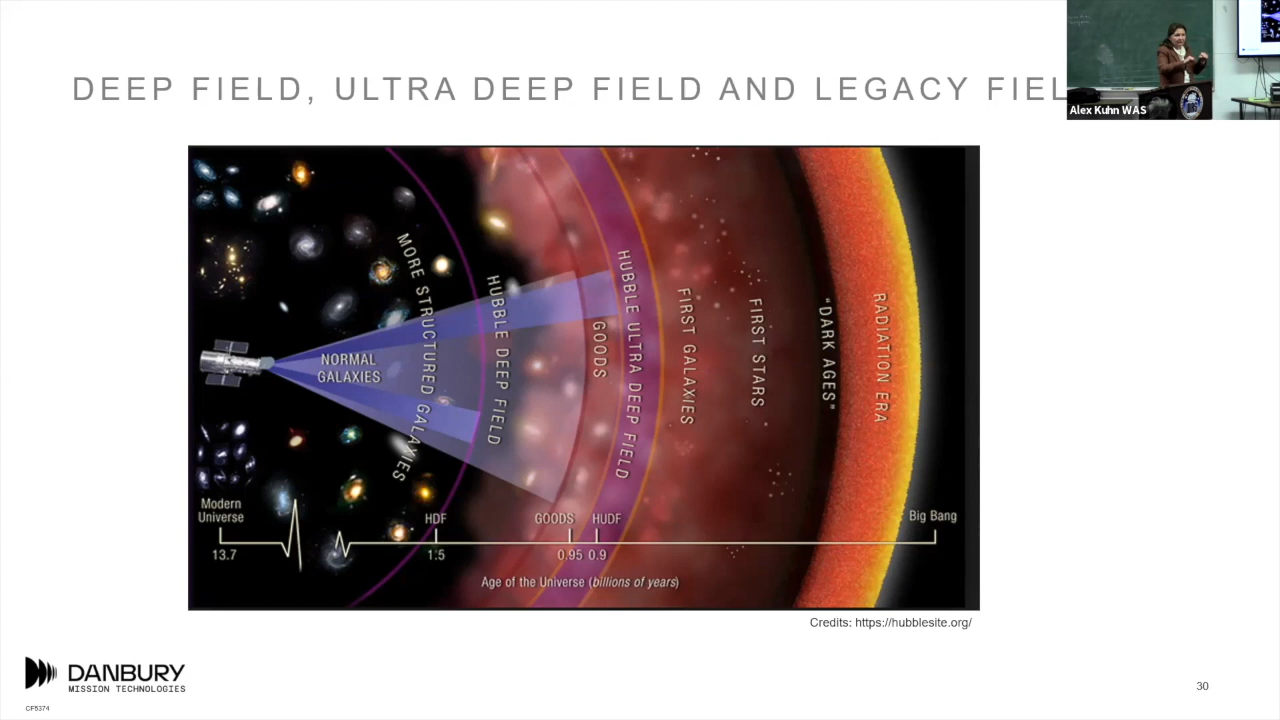 DEEP FIELD, ULTRA DEEP FIELD AND LEGACY FIEL
Alex Kuhn WAS
NORMAL
GALAXIES
MORE STRUCTURED GALAXIES
HUBBLE DEEP FIELD
GOODS
HUBBLE ULTRA DEEP FIELD
FIRST GALAXIES
FIRST STARS
"DARK AGES"
RADIATION ERA
Modern
Universe
HDF
GOODS
HUDF
Big Bang
13.7
1.5
0.95
0.9
Age of the Universe (billions of years)
Credits: https://hubblesite.org/
DANBURY
MISSION TECHNOLOGIES
CF5374
30